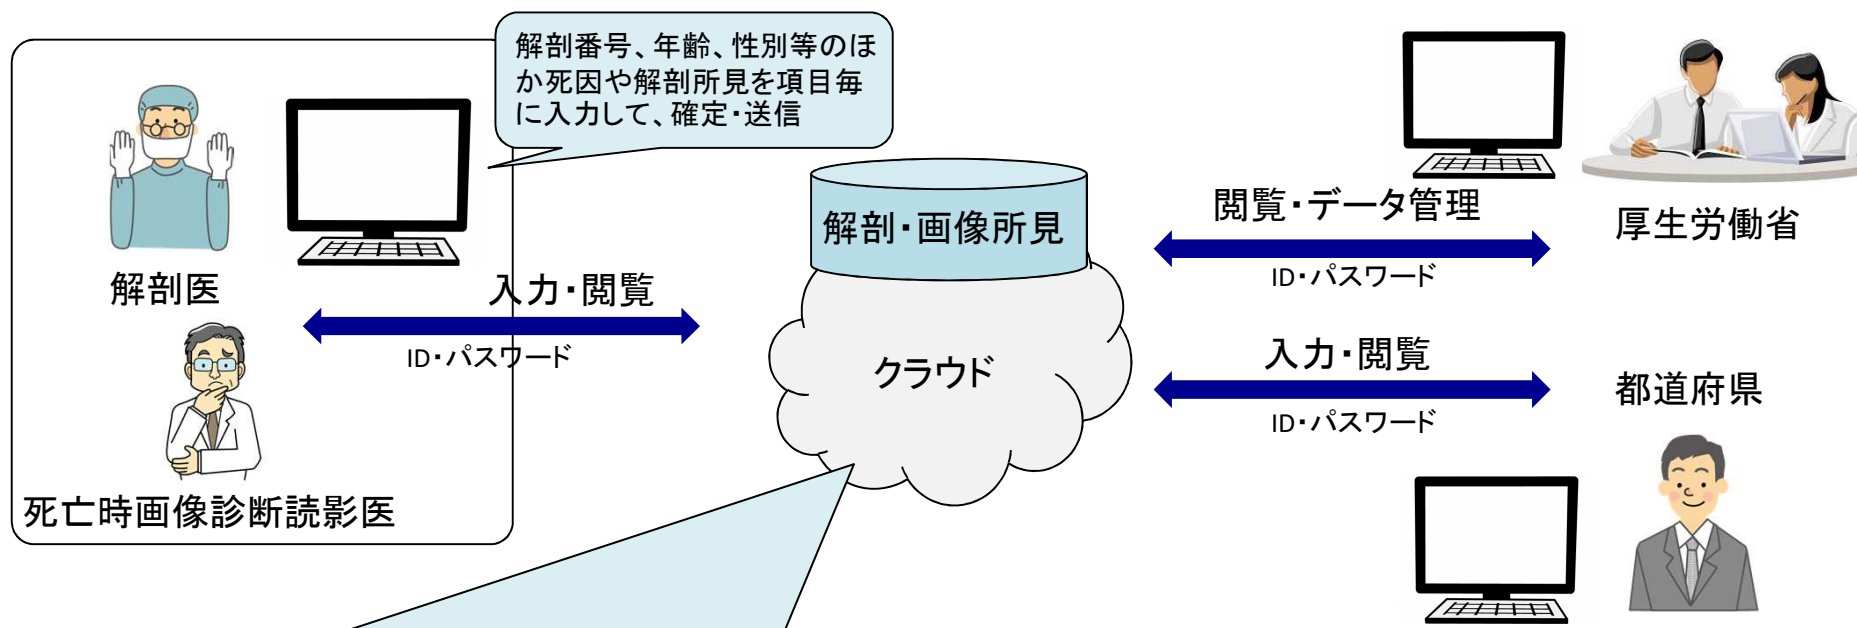 解剖番号、年齢、性別等のほ
か死因や解剖所見を項目毎
に入力して、確定・送信
解剖医
死亡時画像診断読影医
入力・閲覧
ID・パスワード
解剖・画像所見
クラウド
閲覧・データ管理
ID・パスワード
厚生労働省
入力・閲覧
ID・パスワード
都道府県